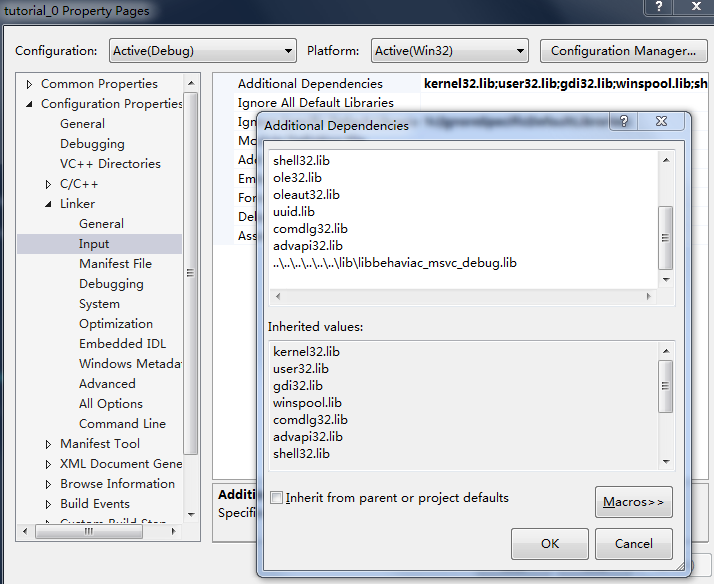 tutorial_0 Property Pages
Configuration: Active(Debug) Platform: Active(Win32) Configuration Manager...
Common Properties
Configuration Properties
General
Debugging
VC++ Directories
C/C++
Linker
General
Input
Manifest File
Debugging
System
Optimization
Embedded IDL
Windows Metada
Advanced
All Options
Command Line
Manifest Tool
XML Document Gene
Browse Information
Build Events
Additional Dependencies kernel32.lib;user32.lib;gdi32.lib;winspool.lib;sh
Ignore All Default Libraries
Ign
Mo
Add
Em
For
Del
Ass
Additi
Specifi
Additional Dependencies
shell32.lib
ole32.lib
oleaut32.lib
uuid.lib
comdlg32.lib
advapi32.lib
..\..\..\..\..\..\lib\libbehaviac_msvc_debug.lib
Inherited values:
kernel32.lib
user32.lib
gdi32.lib
winspool.lib
comdlg32.lib
advapi32.lib
shell32.lib
Inherit from parent or project defaults
Macros>>
OK Cancel